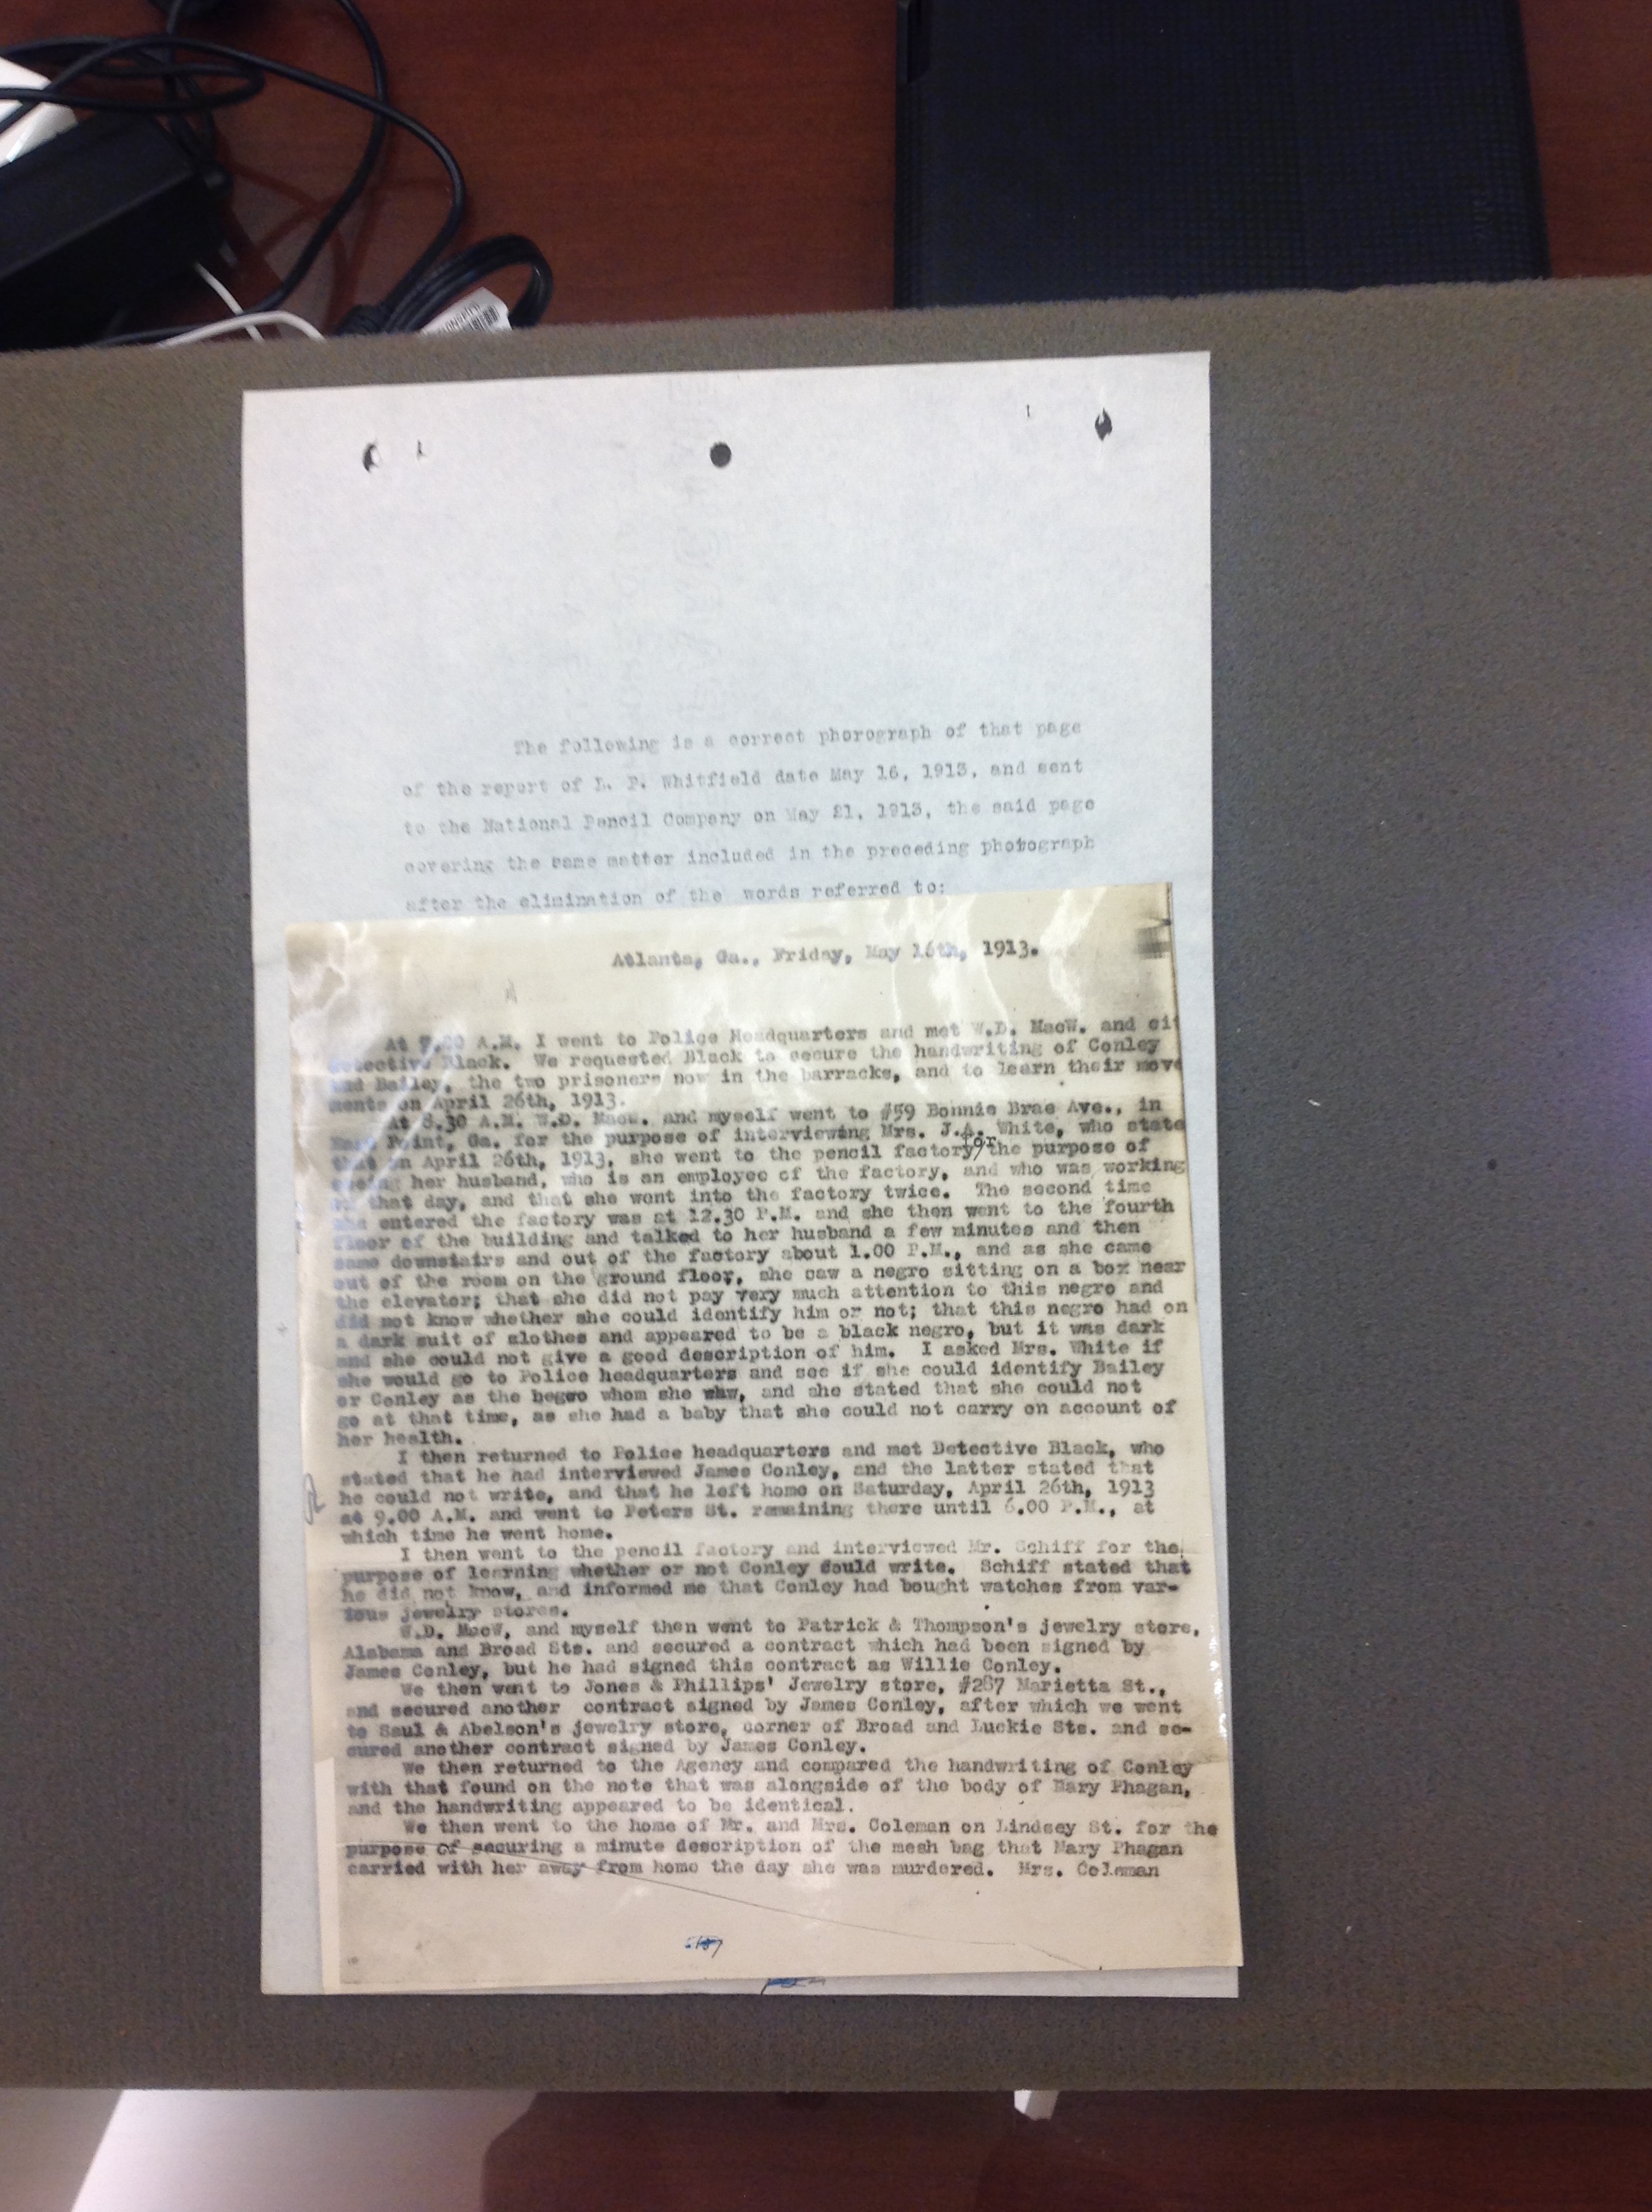 The following is a correct phorograph of that page
of the report of L. P. Whitfield date May 16, 1913, and sent
to the National Pencil Company on May 21, 1913, the said page
covering the same matter included in the preceding photograph
after the elimination of the words referred to:
Atlanta, Ga., Friday, May 16th, 1913.
At A.M. I went to Police Headquarters and met W.D. MacW. and cit
Detective Black. We requested Black to secure the handwriting of Conley
and Bailey, the two prisoners now in the barracks, and to learn their move
ments on April 26th, 1913.
At 8.30 A.M. W.D. MacW. and myself went to #59 Bonnie Brae Ave., in
East Point, Ga. for the purpose of interviewing Mrs. J.A. White, who state
that on April 26th, 1913, she went to the pencil factory/for the purpose of
seeing her husband, who is an employee of the factory, and who was working
that day, and that she went into the factory twice. The second time
she entered the factory was at 12.30 P.M. and she then went to the fourth
floor of the building and talked to her husband a few minutes and then
came downstairs and out of the factory about 1.00 P.M., and as she came
out of the room on the ground floor, she saw a negro sitting on a box near
the elevator; that she did not pay very much attention to this negro and
did not know whether she could identify him or not; that this negro had on
a dark suit of clothes and appeared to be a black negro, but it was dark
and she could not give a good description of him. I asked Mrs. White if
she would go to Police headquarters and see if she could identify Bailey
or Conley as the whom she saw, and she stated that she could not
go at that time, as she had a baby that she could not carry on account of
her health.
I then returned to Police headquarters and met Detective Black, who
stated that he had interviewed James Conley, and the latter stated that
he could not write, and that he left home on Saturday, April 26th, 1913
at 9.00 A.M. and went to Peters St. remaining there until 6.00 P.M., at
which time he went home.
I then went to the pencil factory and interviewed Mr. Schiff for the
purpose of learning whether or not Conley could write. Schiff stated that
he did not know, and informed me that Conley had bought watches from var-
ious jewelry stores.
W.D. MacW, and myself then went to Patrick & Thompson's jewelry store,
Alabama and Broad Sts. and secured a contract which had been signed by
James Conley, but he had signed this contract as Willie Conley.
We then went to Jones & Phillips' Jewelry store, #287 Marietta St.,
and secured another contract signed by James Conley, after which we went
to Saul & Abelson's jewelry store, corner of Broad and Luckie Sts. and se-
cured another contract signed by James Conley.
We then returned to the Agency and compared the handwriting of Conley
with that found on the note that was alongside of the body of Mary Phagan,
and the handwriting appeared to be identical.
We then went to the home of Mr. and Mrs. Coleman on Lindsey St. for the
purpose of securing a minute description of the mesh bag that Mary Phagan
carried with her away from home the day she was murdered. Mrs. Coleman